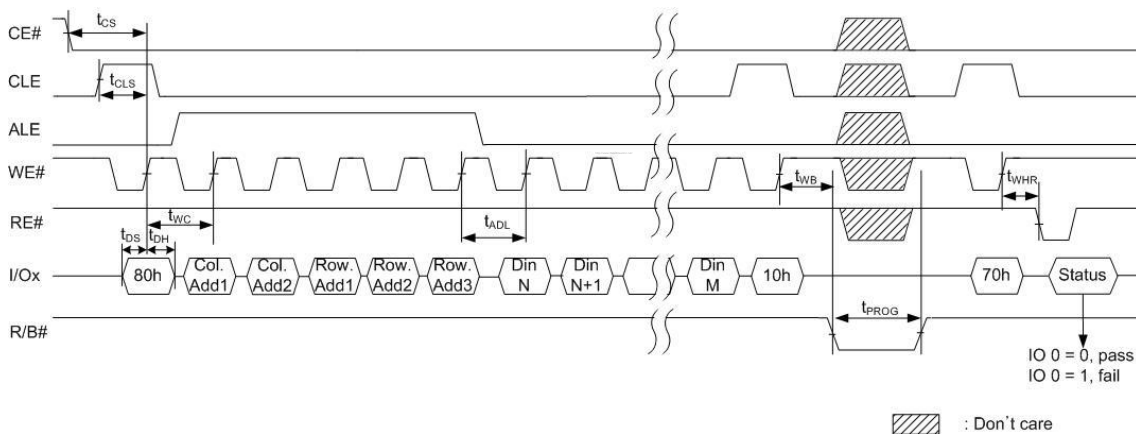 CE#
tCS
CLE
tCLS
ALE
WE#
tWB
tWHR
RE#
tWC
tADL
tDS
tDH
I/Ox
80h
Col. Add1
Col. Add2
Row. Add1
Row. Add2
Row. Add3
Din N
Din N+1
Din M
10h
70h
Status
tPROG
R/B#
IO 0 = 0, pass
IO 0 = 1, fail
: Don't care